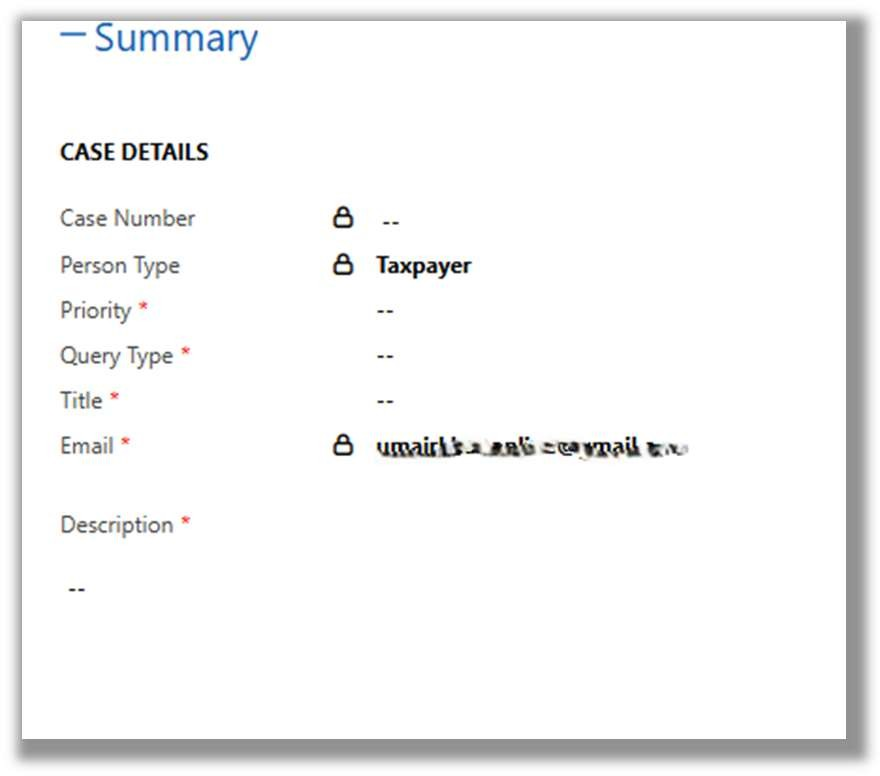 – Summary
CASE DETAILS
Case Number --
Person Type Taxpayer
Priority * --
Query Type * --
Title * --
Email *
Description *
--